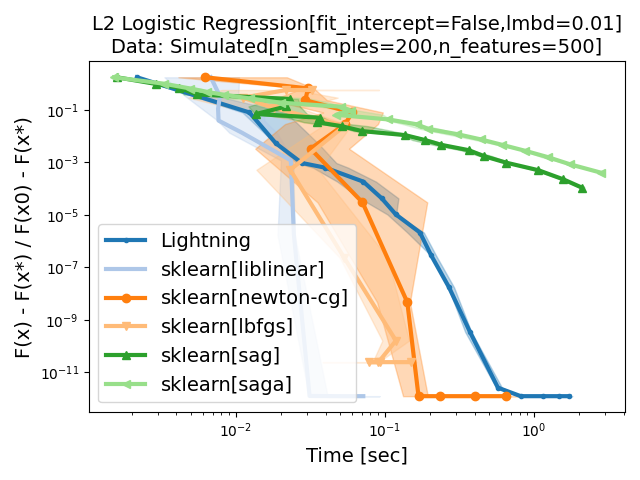 L2 Logistic Regression[fit_intercept=False,lmbd=0.01]
Data: Simulated[n_samples=200,n_features=500]
F(x) - F(x*) / F(x0) - F(x*)
10⁻¹
10⁻³
10⁻⁵
10⁻⁷
10⁻⁹
10⁻¹¹
Lightning
sklearn[liblinear]
sklearn[newton-cg]
sklearn[lbfgs]
sklearn[sag]
sklearn[saga]
10⁻²
10⁻¹
10⁰
Time [sec]